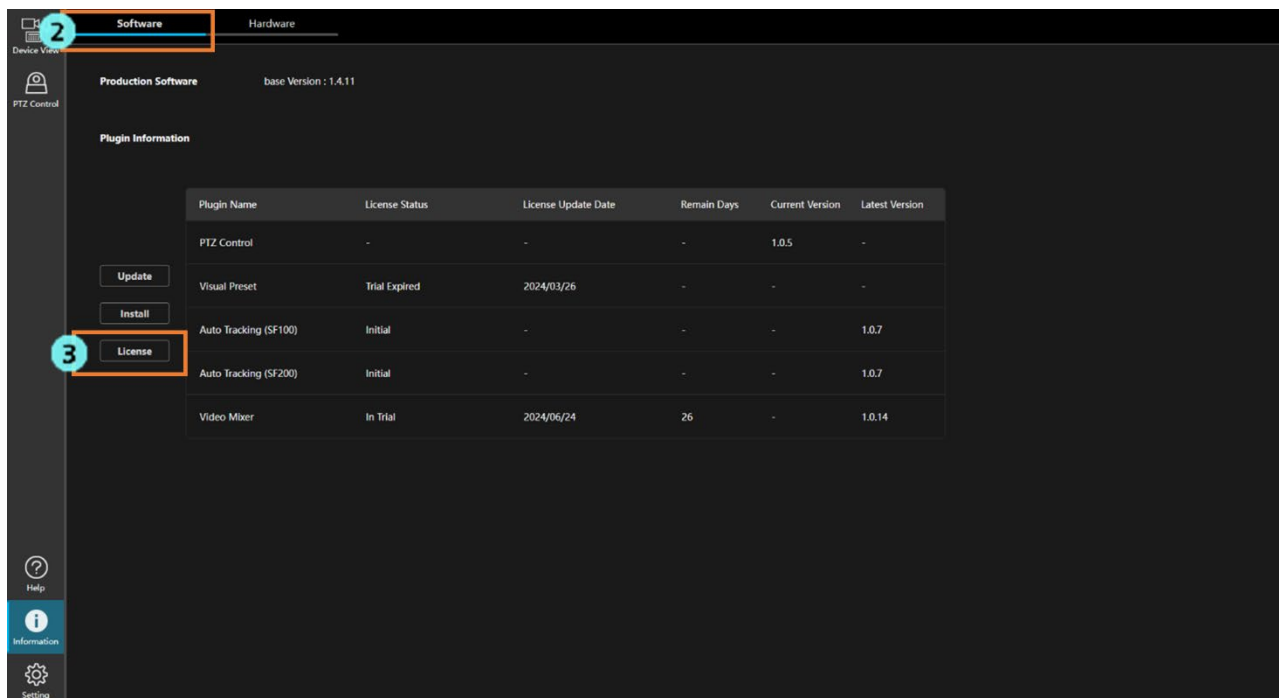 2
Software Hardware
Device View
PTZ Control
Production Software base Version : 1.4.11
Plugin Information
Plugin Name License Status License Update Date Remain Days Current Version Latest Version
PTZ Control - - - 1.0.5 -
Update
Visual Preset Trial Expired 2024/03/26 - - -
Install
Auto Tracking (SF100) Initial - - - 1.0.7
3 License
Auto Tracking (SF200) Initial - - - 1.0.7
Video Mixer In Trial 2024/06/24 26 - 1.0.14
Help
Information
Setting